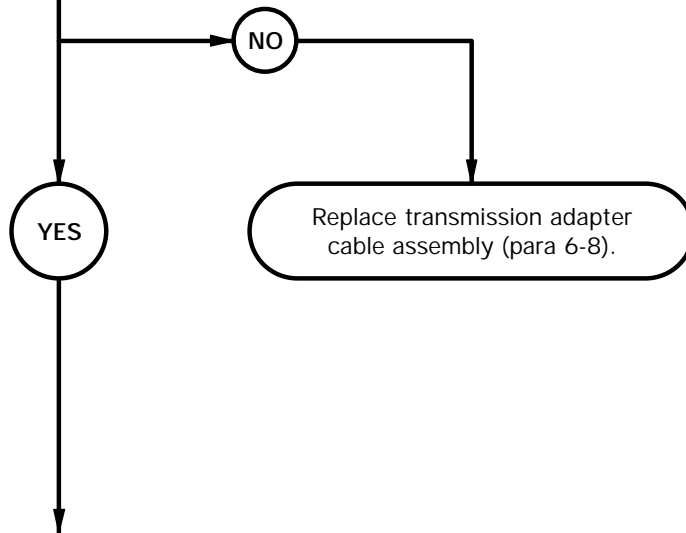 NO
YES
Replace transmission adapter
cable assembly (para 6-8).